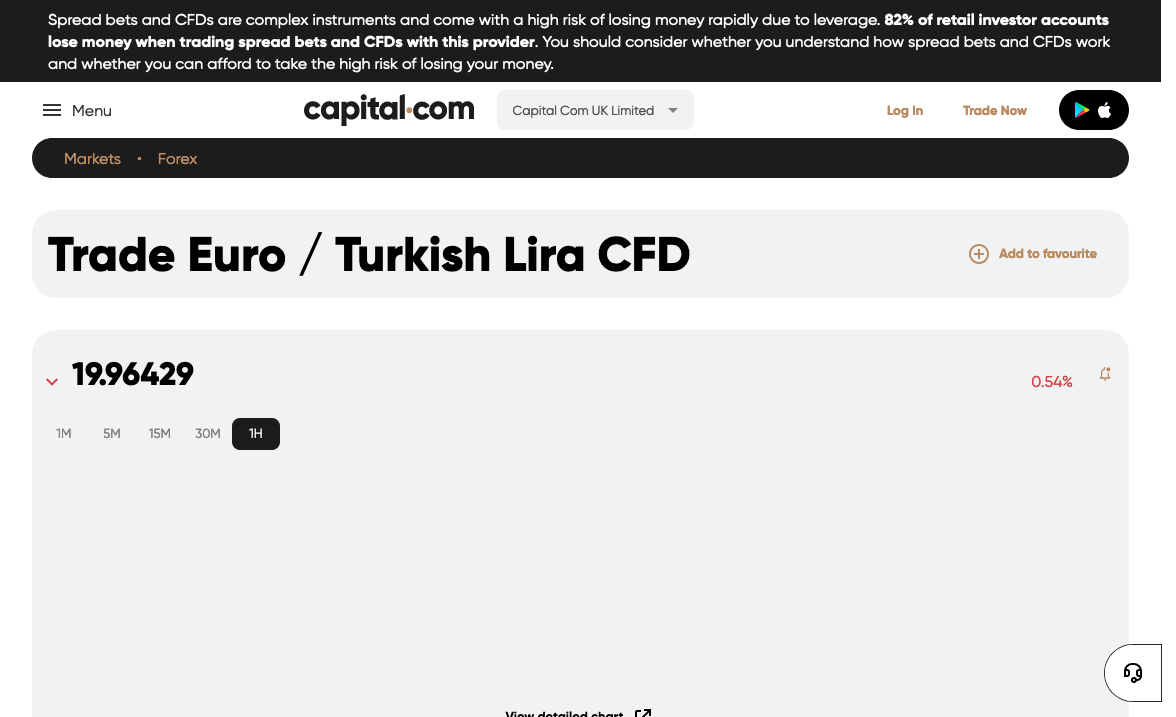 Spread bets and CFDs are complex instruments and come with a high risk of losing money rapidly due to leverage. 82% of retail investor accounts
lose money when trading spread bets and CFDs with this provider. You should consider whether you understand how spread bets and CFDs work
and whether you can afford to take the high risk of losing your money.
Menu
capital.com
Capital Com UK Limited
Log In
Trade Now
Markets • Forex
Trade Euro / Turkish Lira CFD
Add to favourite
19.96429
0.54%
1M 5M 15M 30M 1H
View detailed chart